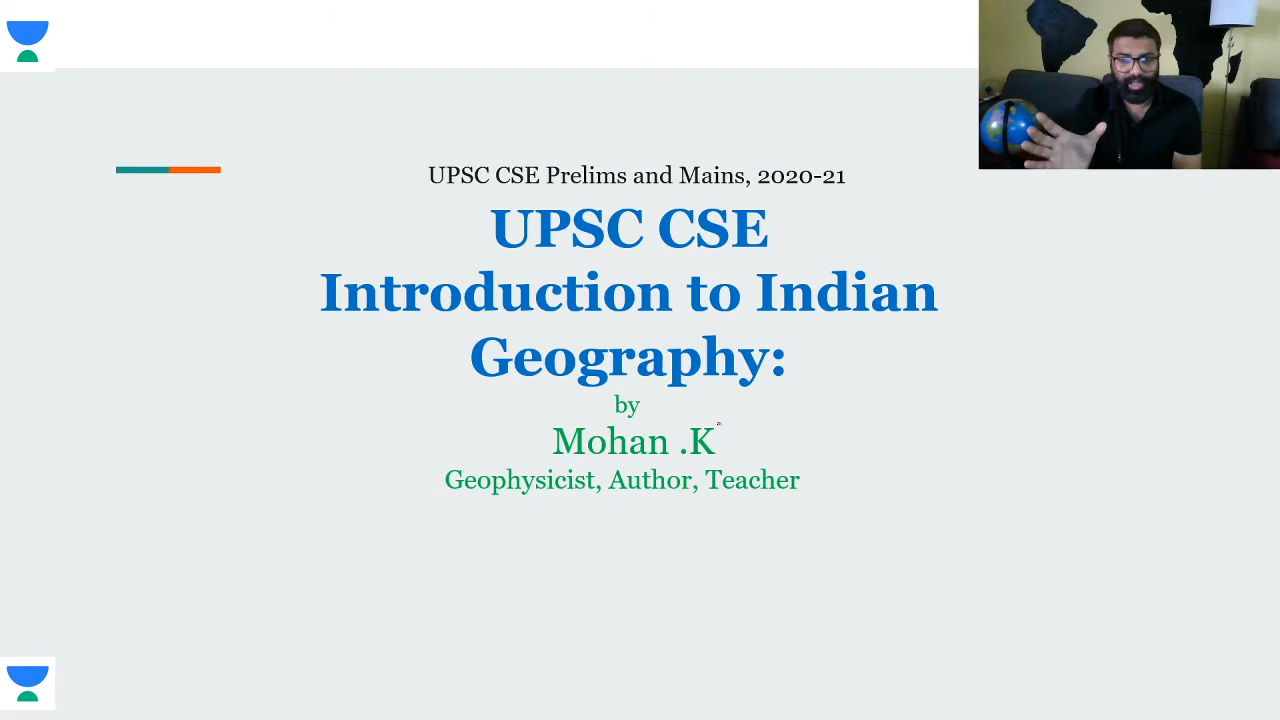 UPSC CSE Prelims and Mains, 2020-21
UPSC CSE
Introduction to Indian
Geography:
by
Mohan .K
Geophysicist, Author, Teacher